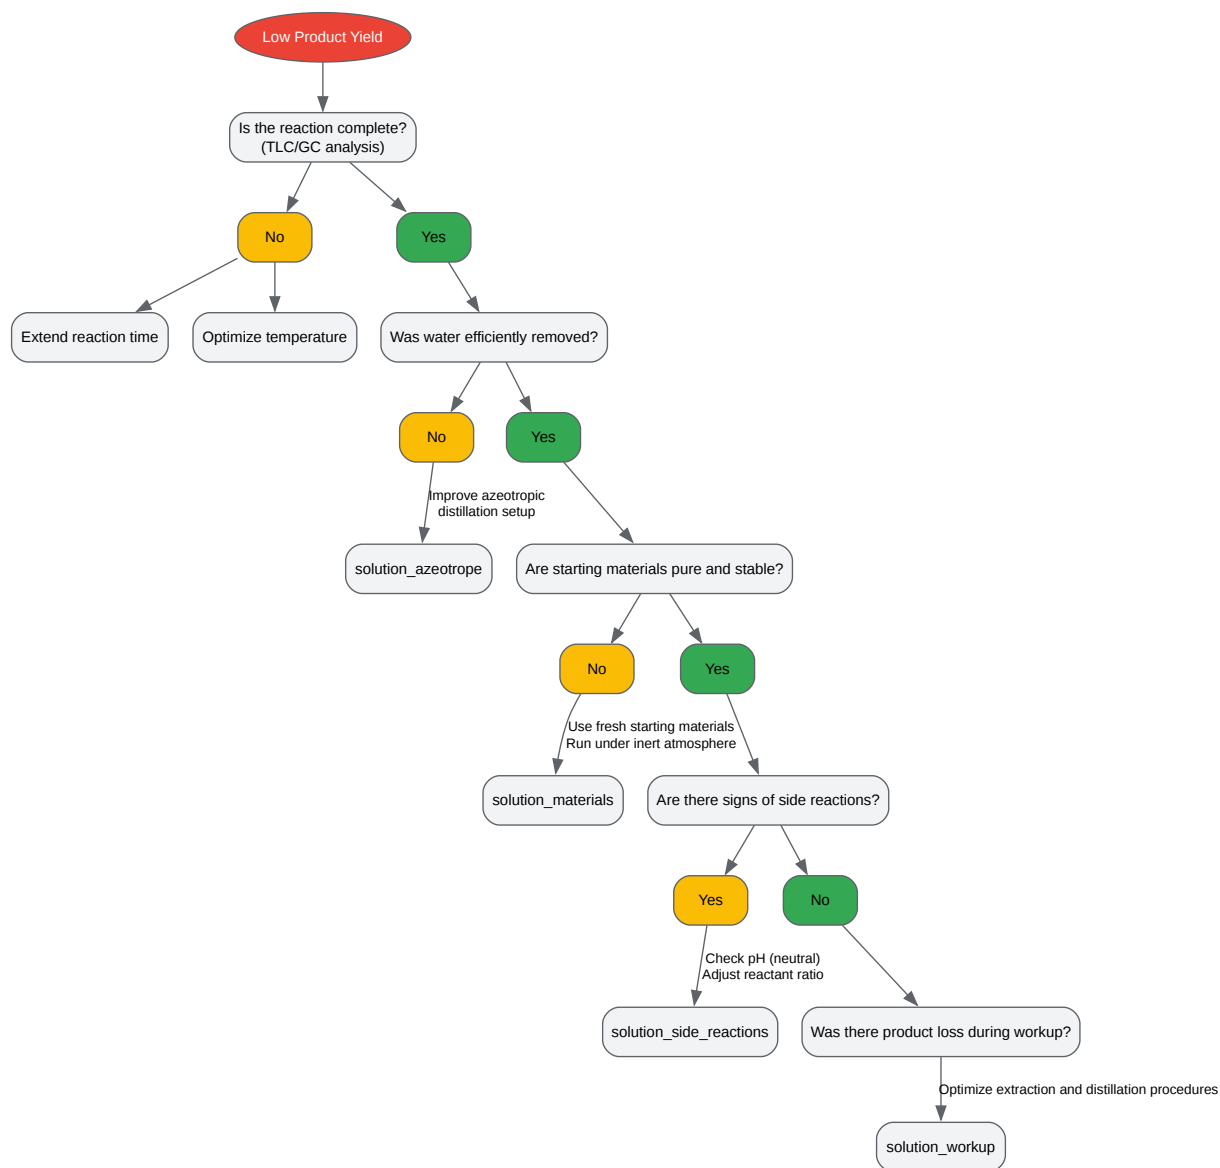 Low Product Yield
Is the reaction complete?
(TLC/GC analysis)
No
Yes
Extend reaction time
Optimize temperature
Was water efficiently removed?
No
Yes
Improve azeotropic
distillation setup
solution_azeotrope
Are starting materials pure and stable?
No
Yes
Use fresh starting materials
Run under inert atmosphere
solution_materials
Are there signs of side reactions?
Yes
No
Check pH (neutral)
Adjust reactant ratio
solution_side_reactions
Was there product loss during workup?
Optimize extraction and distillation procedures
solution_workup